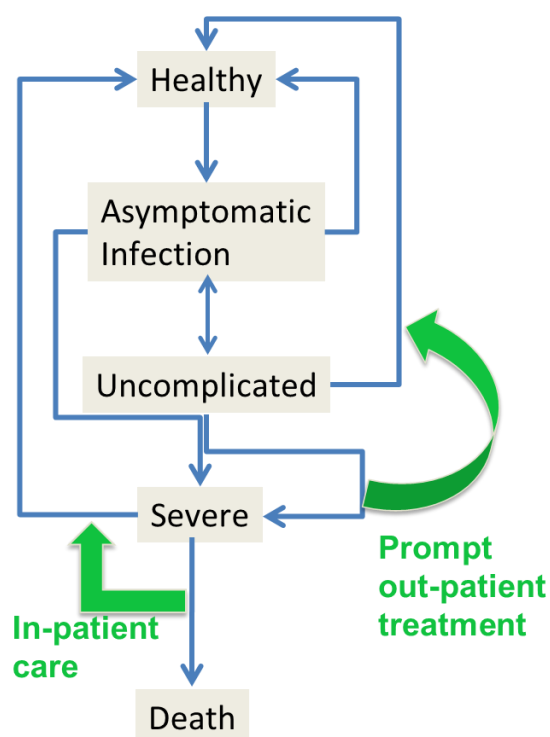 Healthy
Asymptomatic
Infection
Uncomplicated
Severe
Prompt
out-patient
treatment
In-patient
care
Death